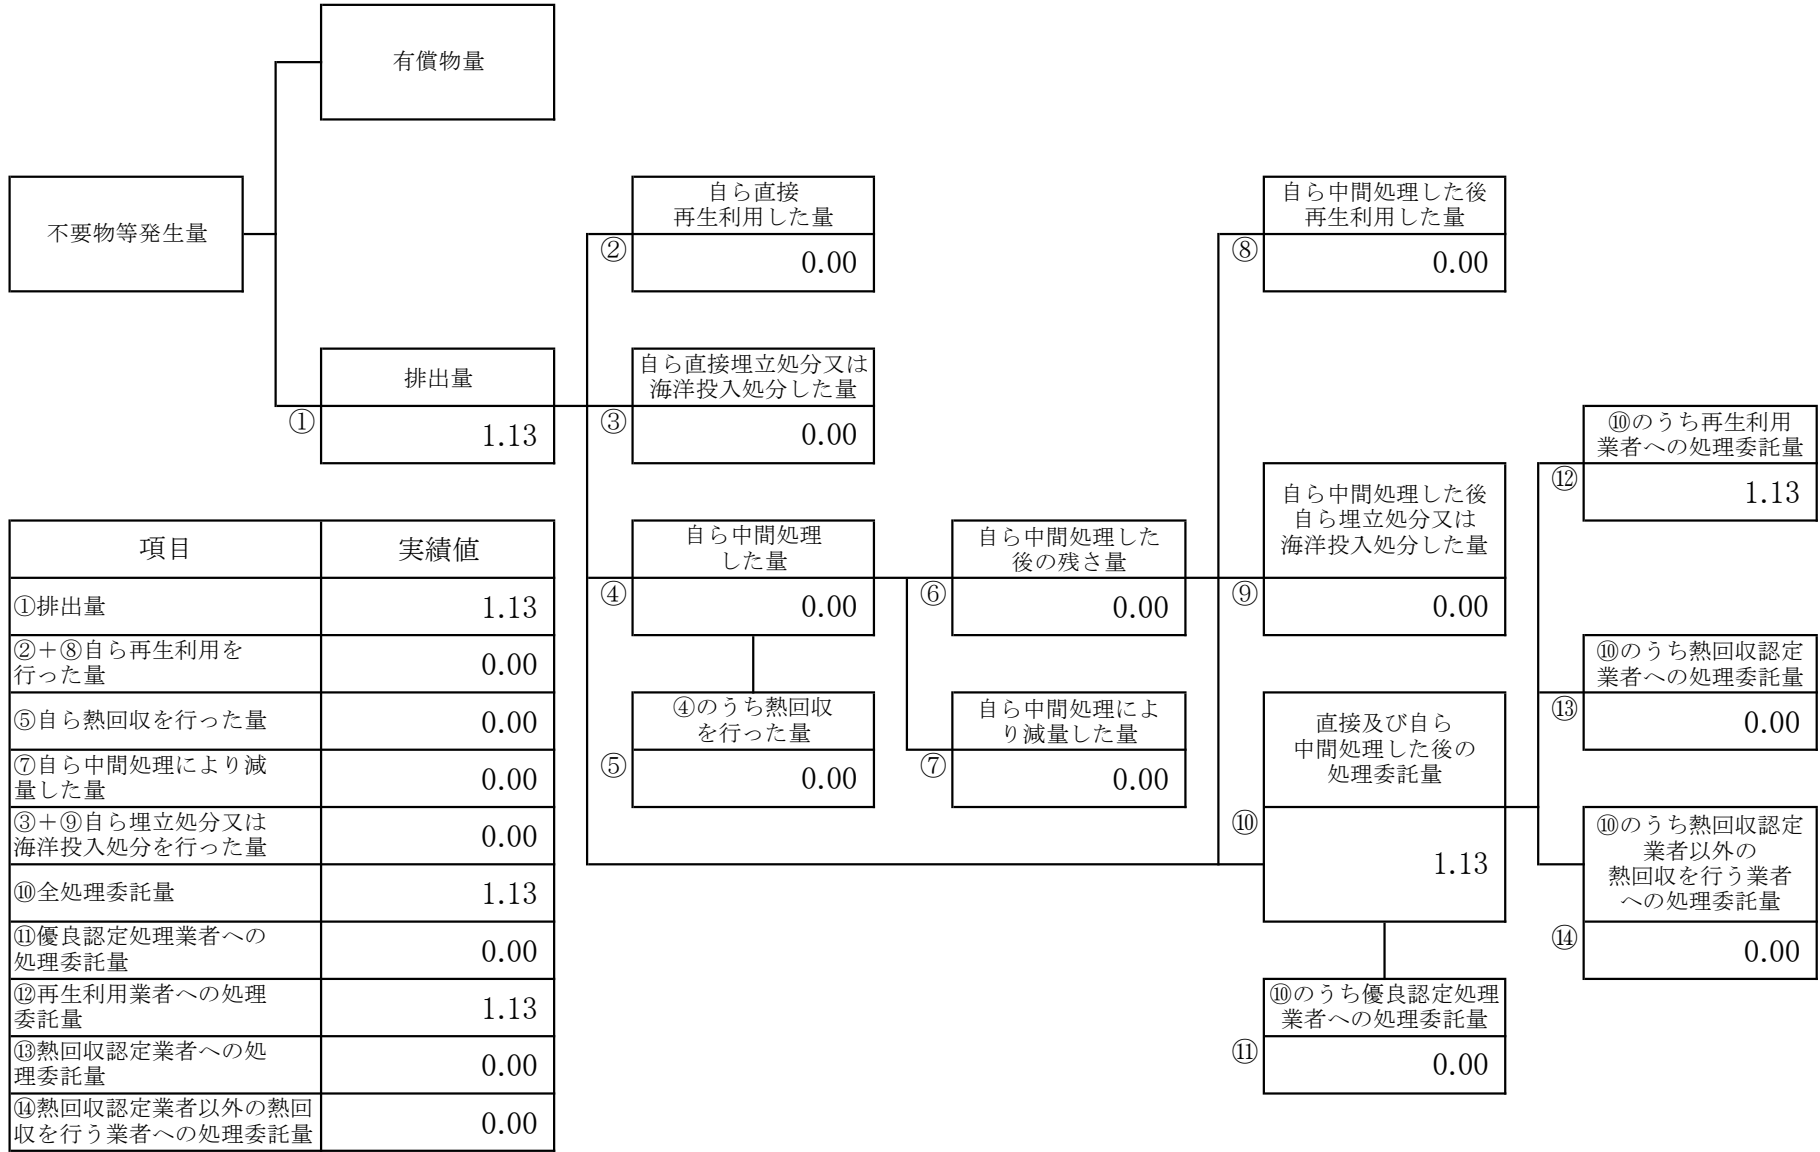 有償物量
不要物等発生量
自ら直接
再生利用した量
②
0.00
自ら中間処理した後
再生利用した量
⑧
0.00
排出量
①
1.13
自ら直接埋立処分又は
海洋投入処分した量
③
0.00
⑩のうち再生利用
業者への処理委託量
⑫
1.13
自ら中間処理
した量
④
0.00
自ら中間処理した
後の残さ量
⑥
0.00
自ら中間処理した後
自ら埋立処分又は
海洋投入処分した量
⑨
0.00
④のうち熱回収
を行った量
⑤
0.00
自ら中間処理によ
り減量した量
⑦
0.00
直接及び自ら
中間処理した後の
処理委託量
⑩
1.13
⑩のうち熱回収認定
業者への処理委託量
⑬
0.00
⑩のうち熱回収認定
業者以外の
熱回収を行う業者
への処理委託量
⑭
0.00
⑩のうち優良認定処理
業者への処理委託量
⑪
0.00
項目 実績値
①排出量 1.13
②＋⑧自ら再生利用を
行った量 0.00
⑤自ら熱回収を行った量 0.00
⑦自ら中間処理により減
量した量 0.00
③＋⑨自ら埋立処分又は
海洋投入処分を行った量 0.00
⑩全処理委託量 1.13
⑪優良認定処理業者への
処理委託量 0.00
⑫再生利用業者への処理
委託量 1.13
⑬熱回収認定業者への処
理委託量 0.00
⑭熱回収認定業者以外の熱回
収を行う業者への処理委託量 0.00